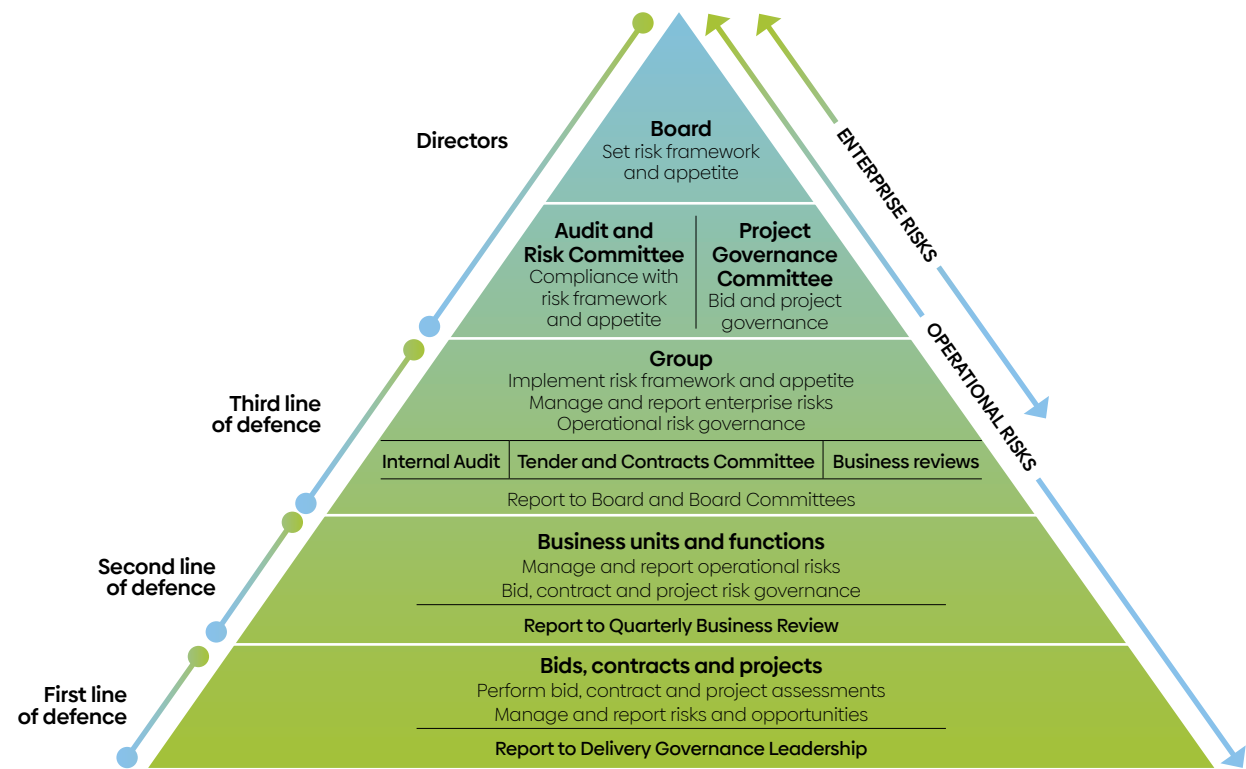 Directors
Board
Set risk framework
and appetite
Audit and
Risk Committee
Compliance with
risk framework
and appetite
Project
Governance
Committee
Bid and project
governance
ENTERPRISE RISKS
OPERATIONAL RISKS
Third line
of defence
Group
Implement risk framework and appetite
Manage and report enterprise risks
Operational risk governance
Internal Audit
Tender and Contracts Committee
Business reviews
Report to Board and Board Committees
Second line
of defence
Business units and functions
Manage and report operational risks
Bid, contract and project risk governance
Report to Quarterly Business Review
First line
of defence
Bids, contracts and projects
Perform bid, contract and project assessments
Manage and report risks and opportunities
Report to Delivery Governance Leadership